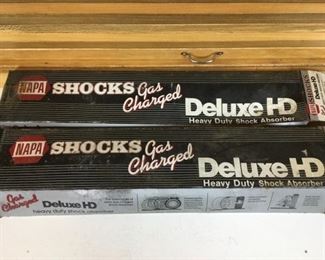 NAPA SHOCKS Gas Charged
Deluxe HD
Heavy Duty Shock Absorber
NAPA SHOCKS Gas Charged
Deluxe HD
Heavy Duty Shock Absorber
Gas Charged Deluxe HD
heavy duty shock absorber